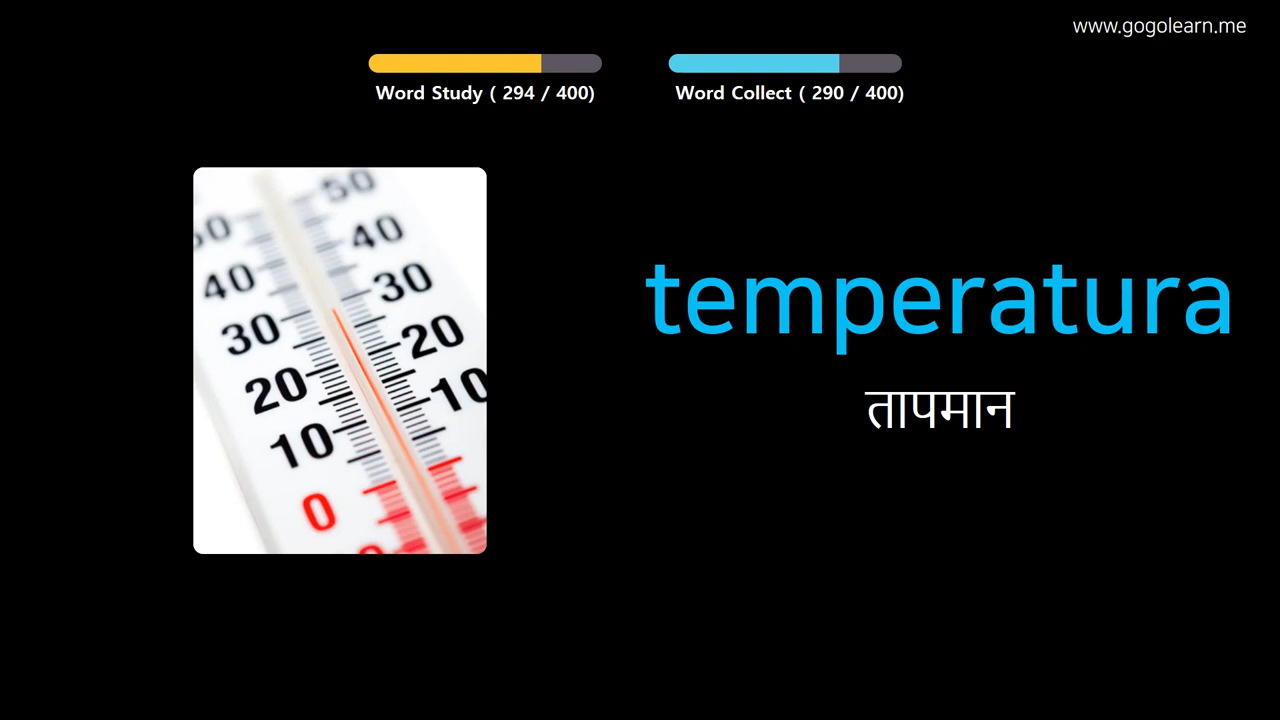 www.gogolearn.me
Word Study ( 294 / 400)
Word Collect ( 290 / 400)
50
50
40
40
30
30
20
20
10
10
0
temperatura
तापमान